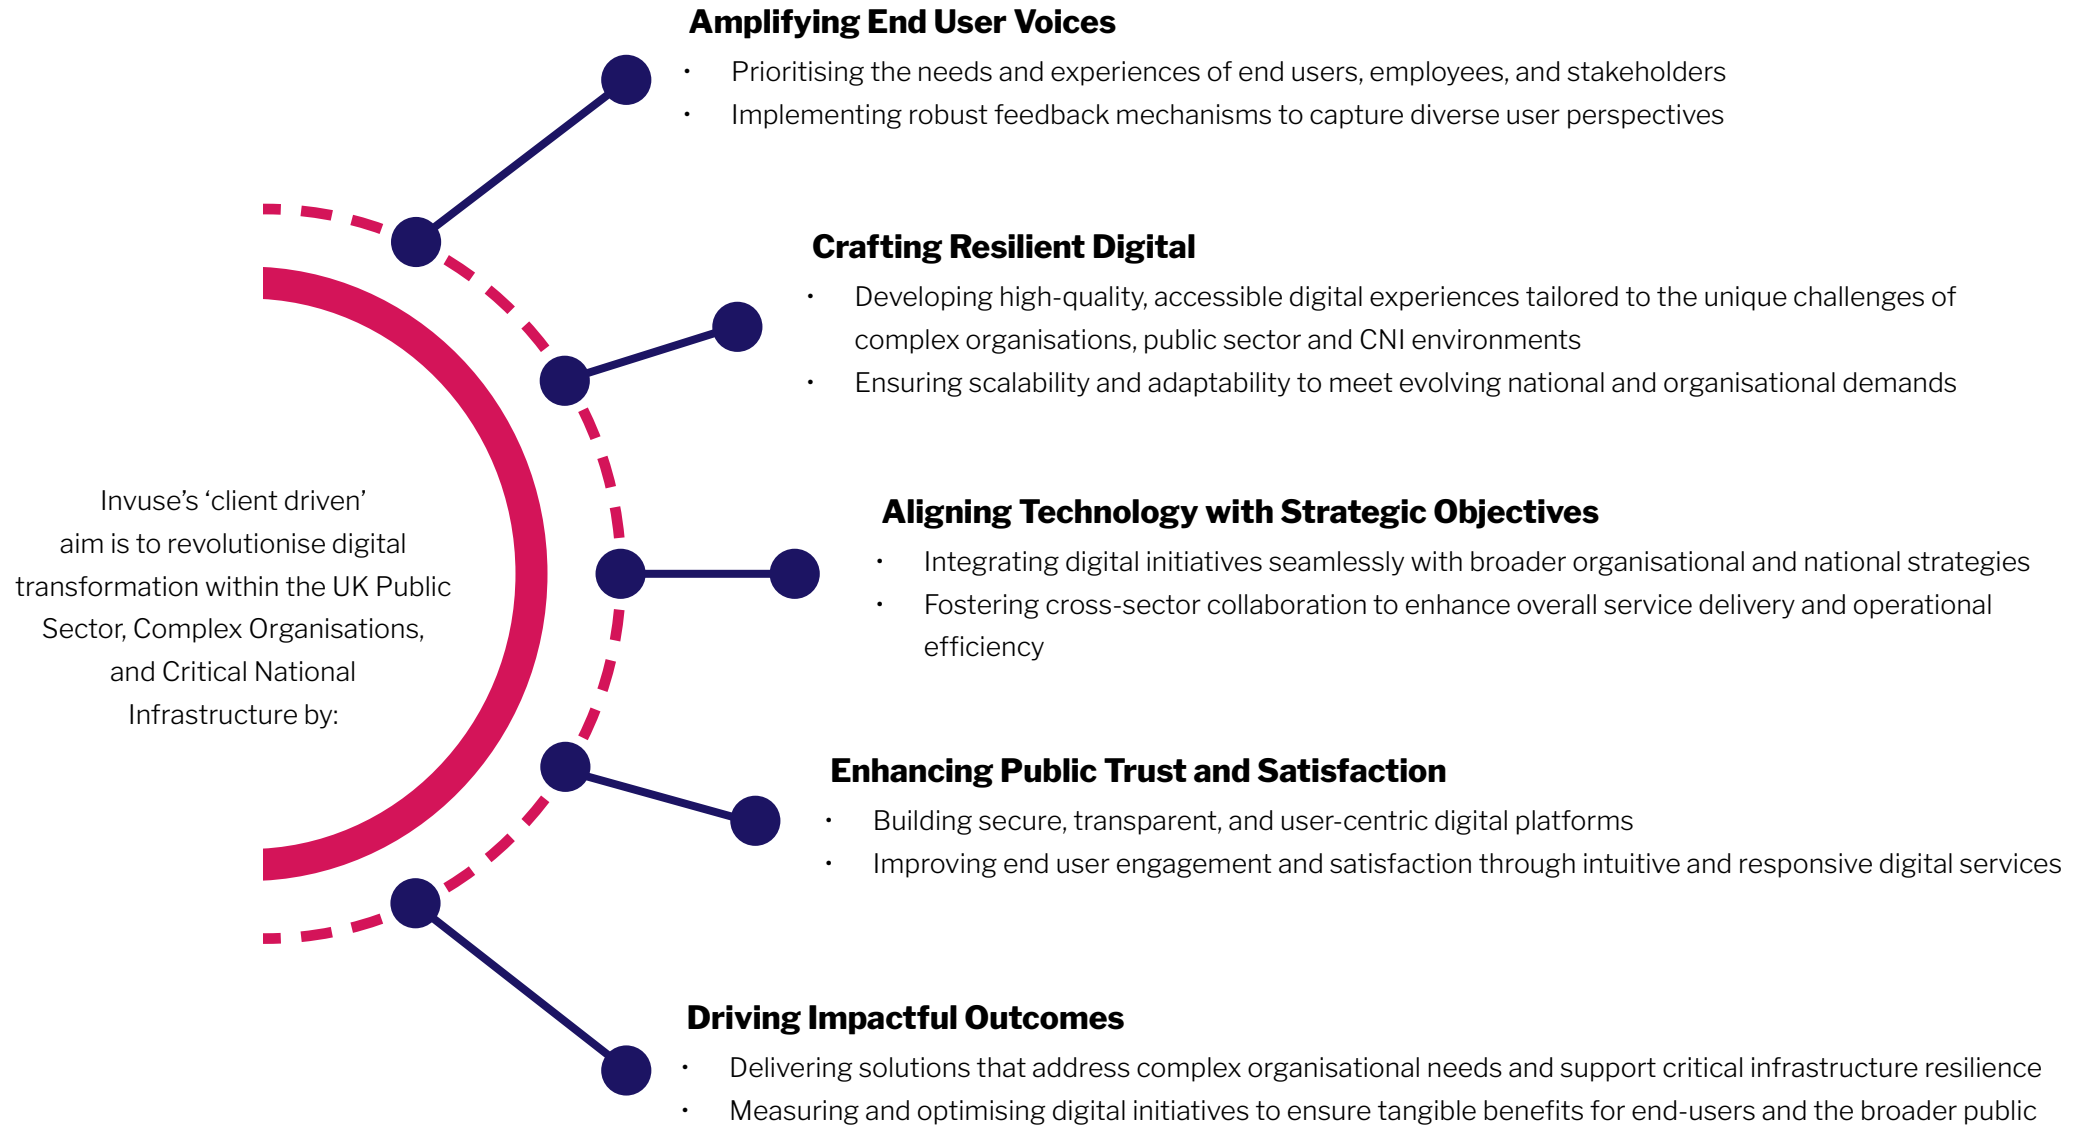 Invuse’s ‘client driven’
aim is to revolutionise digital
transformation within the UK Public
Sector, Complex Organisations,
and Critical National
Infrastructure by:
Amplifying End User Voices
• Prioritising the needs and experiences of end users, employees, and stakeholders
• Implementing robust feedback mechanisms to capture diverse user perspectives
Crafting Resilient Digital
• Developing high-quality, accessible digital experiences tailored to the unique challenges of
complex organisations, public sector and CNI environments
• Ensuring scalability and adaptability to meet evolving national and organisational demands
Aligning Technology with Strategic Objectives
• Integrating digital initiatives seamlessly with broader organisational and national strategies
• Fostering cross-sector collaboration to enhance overall service delivery and operational
efficiency
Enhancing Public Trust and Satisfaction
• Building secure, transparent, and user-centric digital platforms
• Improving end user engagement and satisfaction through intuitive and responsive digital services
Driving Impactful Outcomes
• Delivering solutions that address complex organisational needs and support critical infrastructure resilience
• Measuring and optimising digital initiatives to ensure tangible benefits for end-users and the broader public